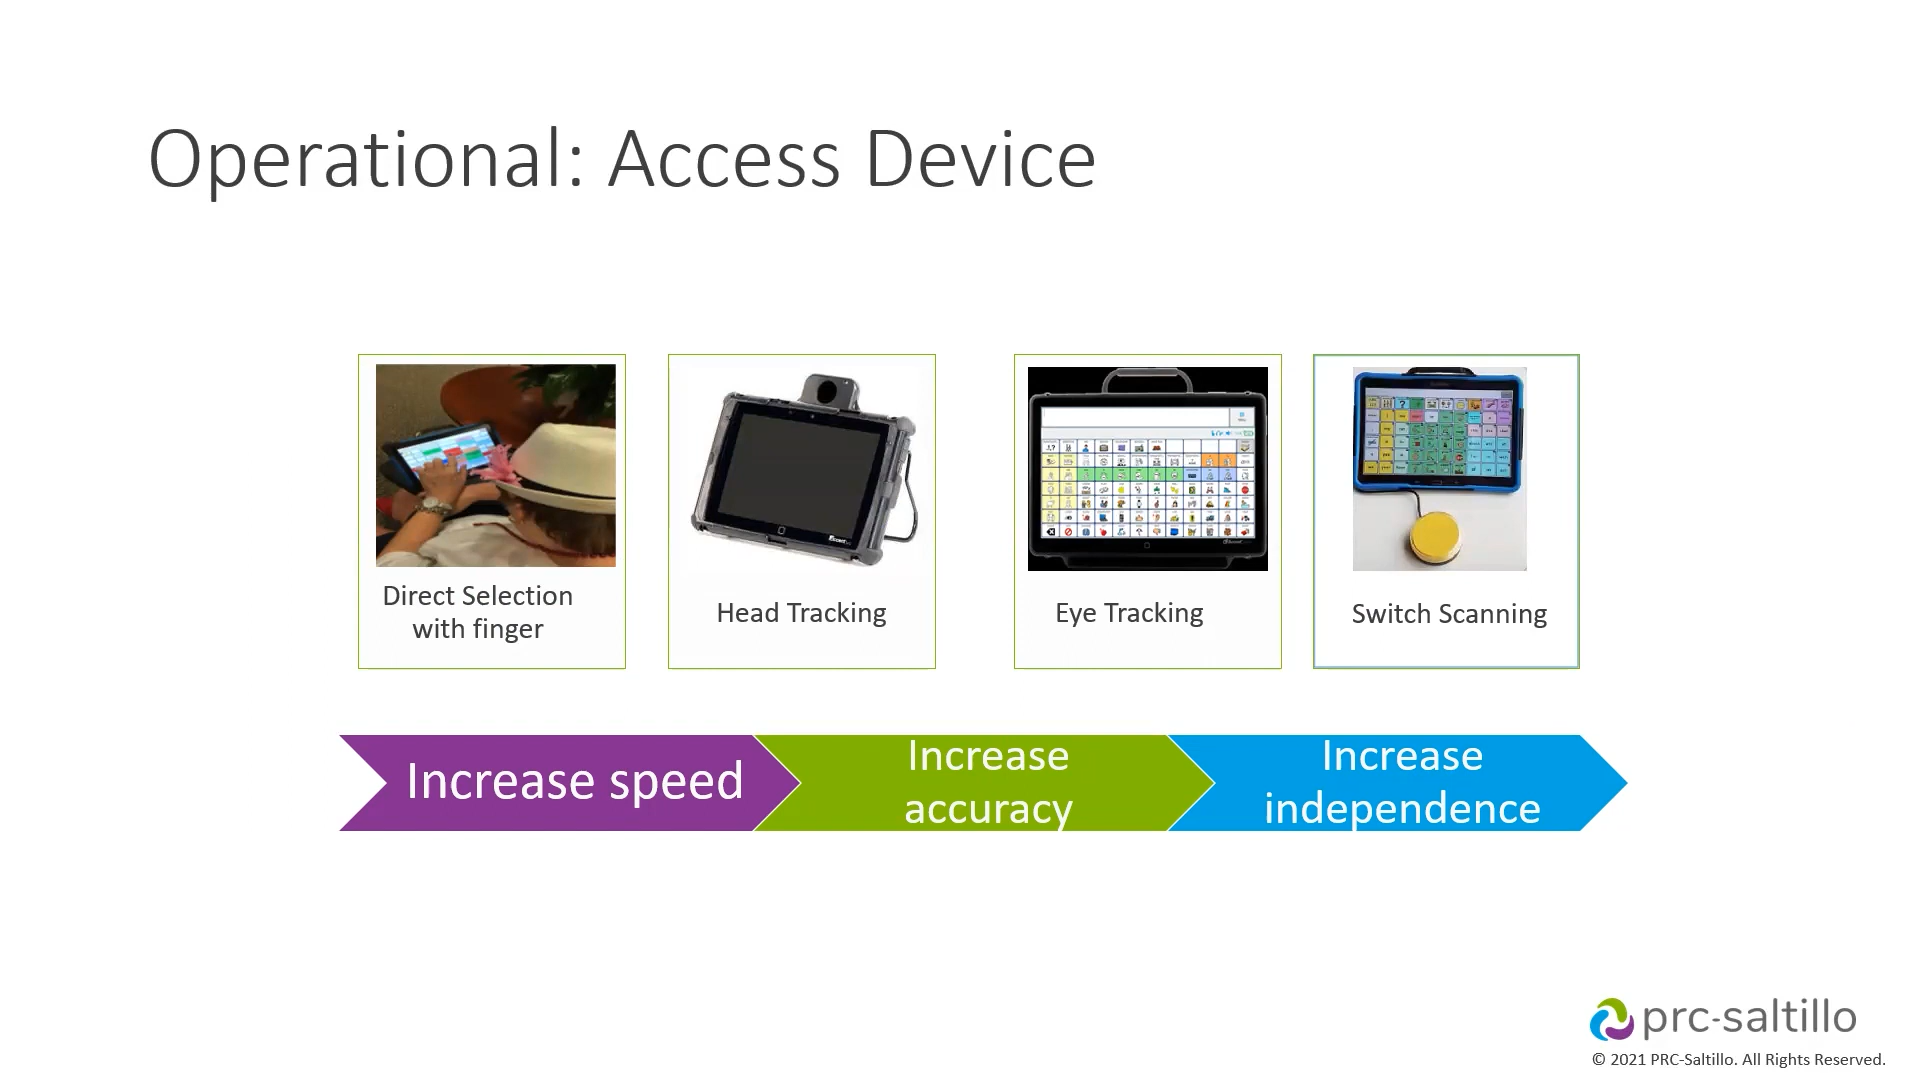 Operational: Access Device
Direct Selection
with finger
Head Tracking
Eye Tracking
Switch Scanning
Increase speed
Increase
accuracy
Increase
independence
prc-saltillo
© 2021 PRC-Saltillo. All Rights Reserved.